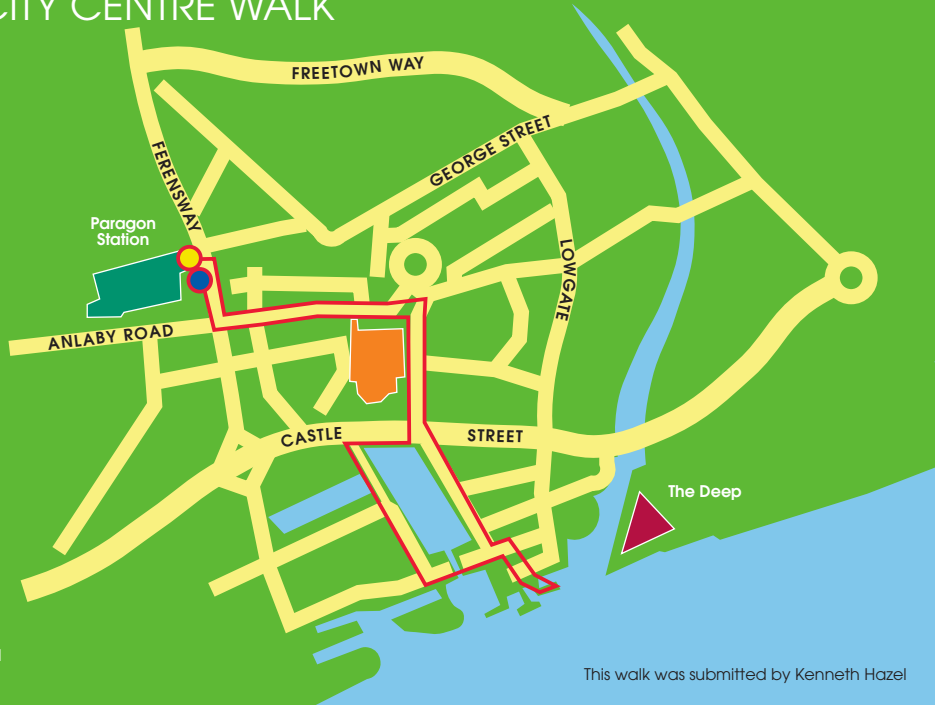 CITY CENTRE WALK
FREETOWN WAY
GEORGE STREET
FERENSWAY
Paragon
Station
LOWGATE
ANLABY ROAD
CASTLE STREET
The Deep
This walk was submitted by Kenneth Hazel